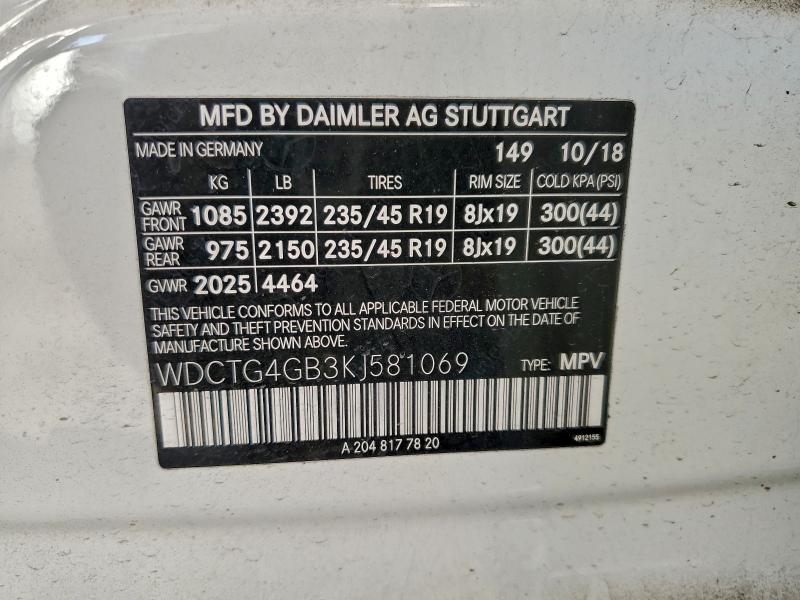 MFD BY DAIMLER AG STUTTGART
MADE IN GERMANY 149 10/18
KG LB TIRES RIM SIZE COLD KPA (PSI)
GAWR FRONT 1085 2392 235/45 R19 8Jx19 300(44)
GAWR REAR 975 2150 235/45 R19 8Jx19 300(44)
GVWR 2025 4464
THIS VEHICLE CONFORMS TO ALL APPLICABLE FEDERAL MOTOR VEHICLE
SAFETY AND THEFT PREVENTION STANDARDS IN EFFECT ON THE DATE OF
MANUFACTURE SHOWN ABOVE.
WDCTG4GB3KJ581069 TYPE: MPV
A 204 817 78 20 4912155